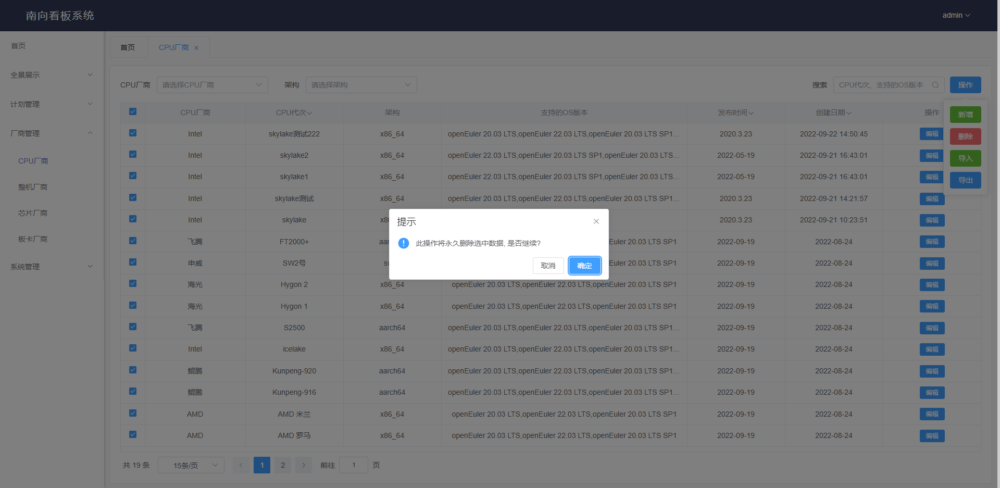 南向看板系统
admin
首页
全景展示
计划管理
厂商管理
CPU厂商
整机厂商
芯片厂商
板卡厂商
系统管理
首页 CPU厂商
CPU厂商 请选择CPU厂商 架构 请选择架构 搜索 CPU代次、支持的OS版本 操作
新增
删除
导入
导出
CPU厂商 CPU代次 架构 支持的OS版本 发布时间 创建日期 操作
Intel skylake测试222 x86_64 openEuler 20.03 LTS,openEuler 22.03 LTS,openEuler 20.03 LTS SP1... 2020.3.23 2022-09-22 14:50:45 编辑
Intel skylake2 x86_64 openEuler 22.03 LTS,openEuler 20.03 LTS SP1,openEuler 20.03 LTS... 2022-05-19 2022-09-21 16:43:01 编辑
Intel skylake1 x86_64 openEuler 22.03 LTS,openEuler 20.03 LTS SP1,openEuler 20.03 LTS... 2022-05-19 2022-09-21 16:43:01 编辑
Intel skylake测试 x86_64 openEuler 20.03 LTS,openEuler 22.03 LTS,openEuler 20.03 LTS SP1... 2020.3.23 2022-09-21 14:21:57 编辑
Intel skylake x8 2020.3.23 2022-09-21 10:23:51 编辑
飞腾 FT2000+ aar Euler 20.03 LTS SP1 2022-09-19 2022-08-24 编辑
申威 SW2号 Euler 20.03 LTS SP1 2022-09-19 2022-08-24 编辑
海光 Hygon 2 x86_64 openEuler 20.03 LTS,openEuler 22.03 LTS,openEuler 20.03 LTS SP1 2022-09-19 2022-08-24 编辑
海光 Hygon 1 x86_64 openEuler 20.03 LTS,openEuler 22.03 LTS,openEuler 20.03 LTS SP1 2022-09-19 2022-08-24 编辑
飞腾 S2500 aarch64 openEuler 20.03 LTS,openEuler 22.03 LTS,openEuler 20.03 LTS SP1... 2022-09-19 2022-08-24 编辑
Intel icelake x86_64 openEuler 20.03 LTS,openEuler 22.03 LTS,openEuler 20.03 LTS SP1... 2022-09-19 2022-08-24 编辑
鲲鹏 Kunpeng-920 aarch64 openEuler 20.03 LTS,openEuler 22.03 LTS,openEuler 20.03 LTS SP1... 2022-09-19 2022-08-24 编辑
鲲鹏 Kunpeng-916 aarch64 openEuler 20.03 LTS,openEuler 22.03 LTS,openEuler 20.03 LTS SP1... 2022-09-19 2022-08-24 编辑
AMD AMD 米兰 x86_64 openEuler 20.03 LTS,openEuler 22.03 LTS,openEuler 20.03 LTS SP1 2022-09-19 2022-08-24 编辑
AMD AMD 罗马 x86_64 openEuler 20.03 LTS,openEuler 22.03 LTS,openEuler 20.03 LTS SP1 2022-09-19 2022-08-24 编辑
提示
此操作将永久删除选中数据, 是否继续?
取消 确定
共 19 条 15条/页 1 2 前往 1 页